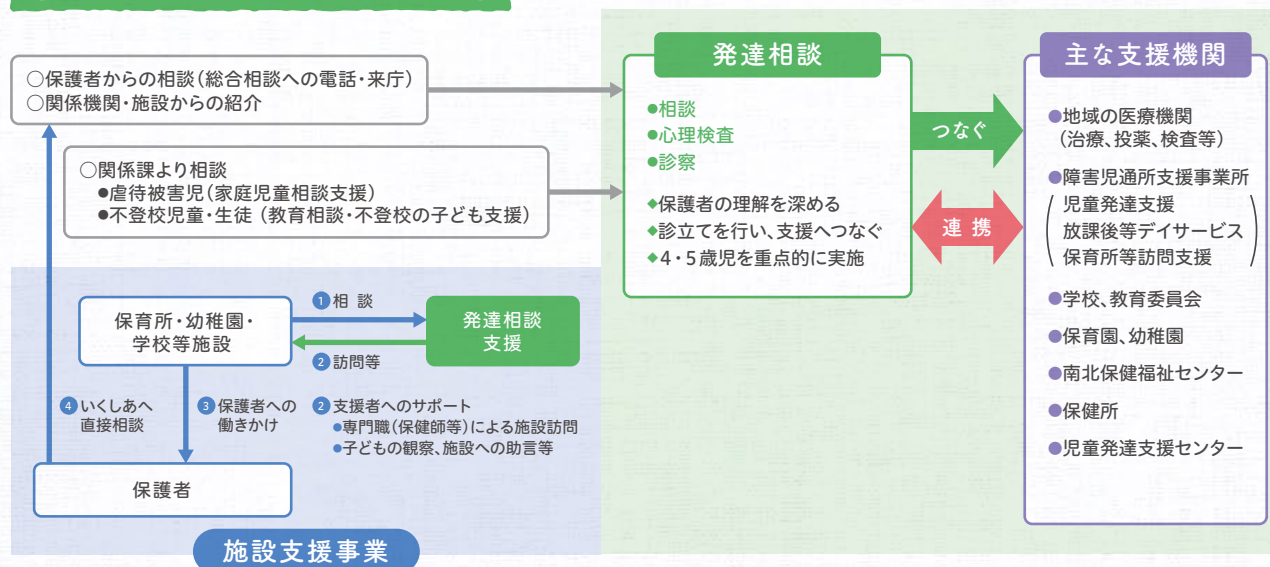 ○保護者からの相談(総合相談への電話・来庁)
○関係機関・施設からの紹介
○関係課より相談
●虐待被害児(家庭児童相談支援)
●不登校児童・生徒(教育相談・不登校の子ども支援)
発達相談
●相談
●心理検査
●診察
◆保護者の理解を深める
◆診立てを行い、支援へつなぐ
◆4・5歳児を重点的に実施
つなぐ
連携
主な支援機関
●地域の医療機関
(治療、投薬、検査等)
●障害児通所支援事業所
(児童発達支援
放課後等デイサービス
保育所等訪問支援)
●学校、教育委員会
●保育園、幼稚園
●南北保健福祉センター
●保健所
●児童発達支援センター
保育所・幼稚園・
学校等施設
①相談
②訪問等
発達相談
支援
④いくしあへ
直接相談
③保護者への
働きかけ
②支援者へのサポート
●専門職(保健師等)による施設訪問
●子どもの観察、施設への助言等
保護者
施設支援事業